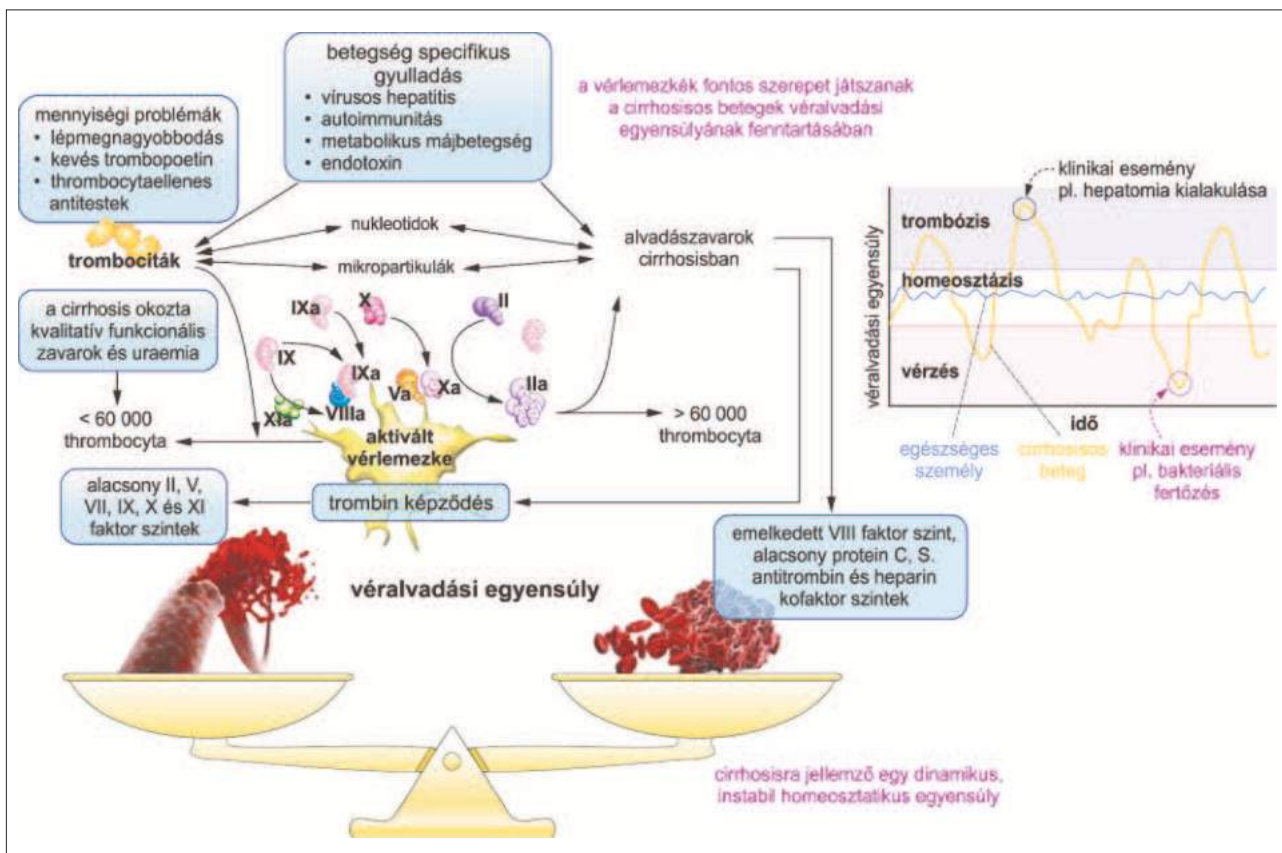 betegség specifikus
gyulladás
• vírusos hepatitis
• autoimmunitás
• metabolikus májbetegség
• endotoxin
mennyiségi problémák
• lépmegnagyobbodás
• kevés trombopoetin
• thrombocytaellenes
antitestek
a vérlemezkék fontos szerepet játszanak
a cirrhosisos betegek véralvadási
egyensúlyának fenntartásában
trombociták
nukleotidok
mikropartikulák
alvadászavarok
cirrhosisban
a cirrhosis okozta
kvalitatív funkcionális
zavarok és uraemia
< 60 000
thrombocyta
IXa
X
II
IX
IXa
Xa
IIa
Va
VIIIa
XIa
aktivált
vérlemezke
> 60 000
thrombocyta
alacsony II, V,
VII, IX, X és XI
faktor szintek
trombin képződés
emelkedett VIII faktor szint,
alacsony protein C, S.
antitrombin és heparin
kofaktor szintek
véralvadási egyensúly
klinikai esemény
pl. hepatomia kialakulása
véralvadási egyensúly
trombózis
homeosztázis
vérzés
idő
egészséges
személy
cirrhosisos
beteg
klinikai esemény
pl. bakteriális
fertőzés
cirrhosisra jellemző egy dinamikus,
instabil homeosztatikus egyensúly